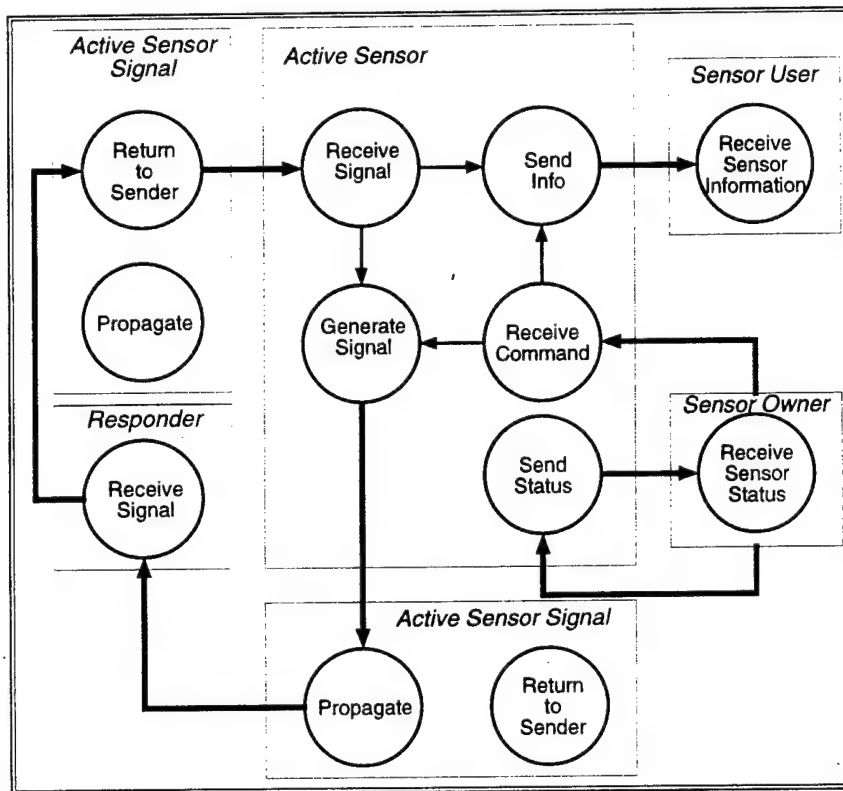 Active Sensor
Signal
Active Sensor
Sensor User
Return
to
Sender
Receive
Signal
Send
Info
Receive
Sensor
Information
Propagate
Generate
Signal
Receive
Command
Responder
Sensor Owner
Receive
Signal
Send
Status
Receive
Sensor
Status
Active Sensor Signal
Propagate
Return
to
Sender